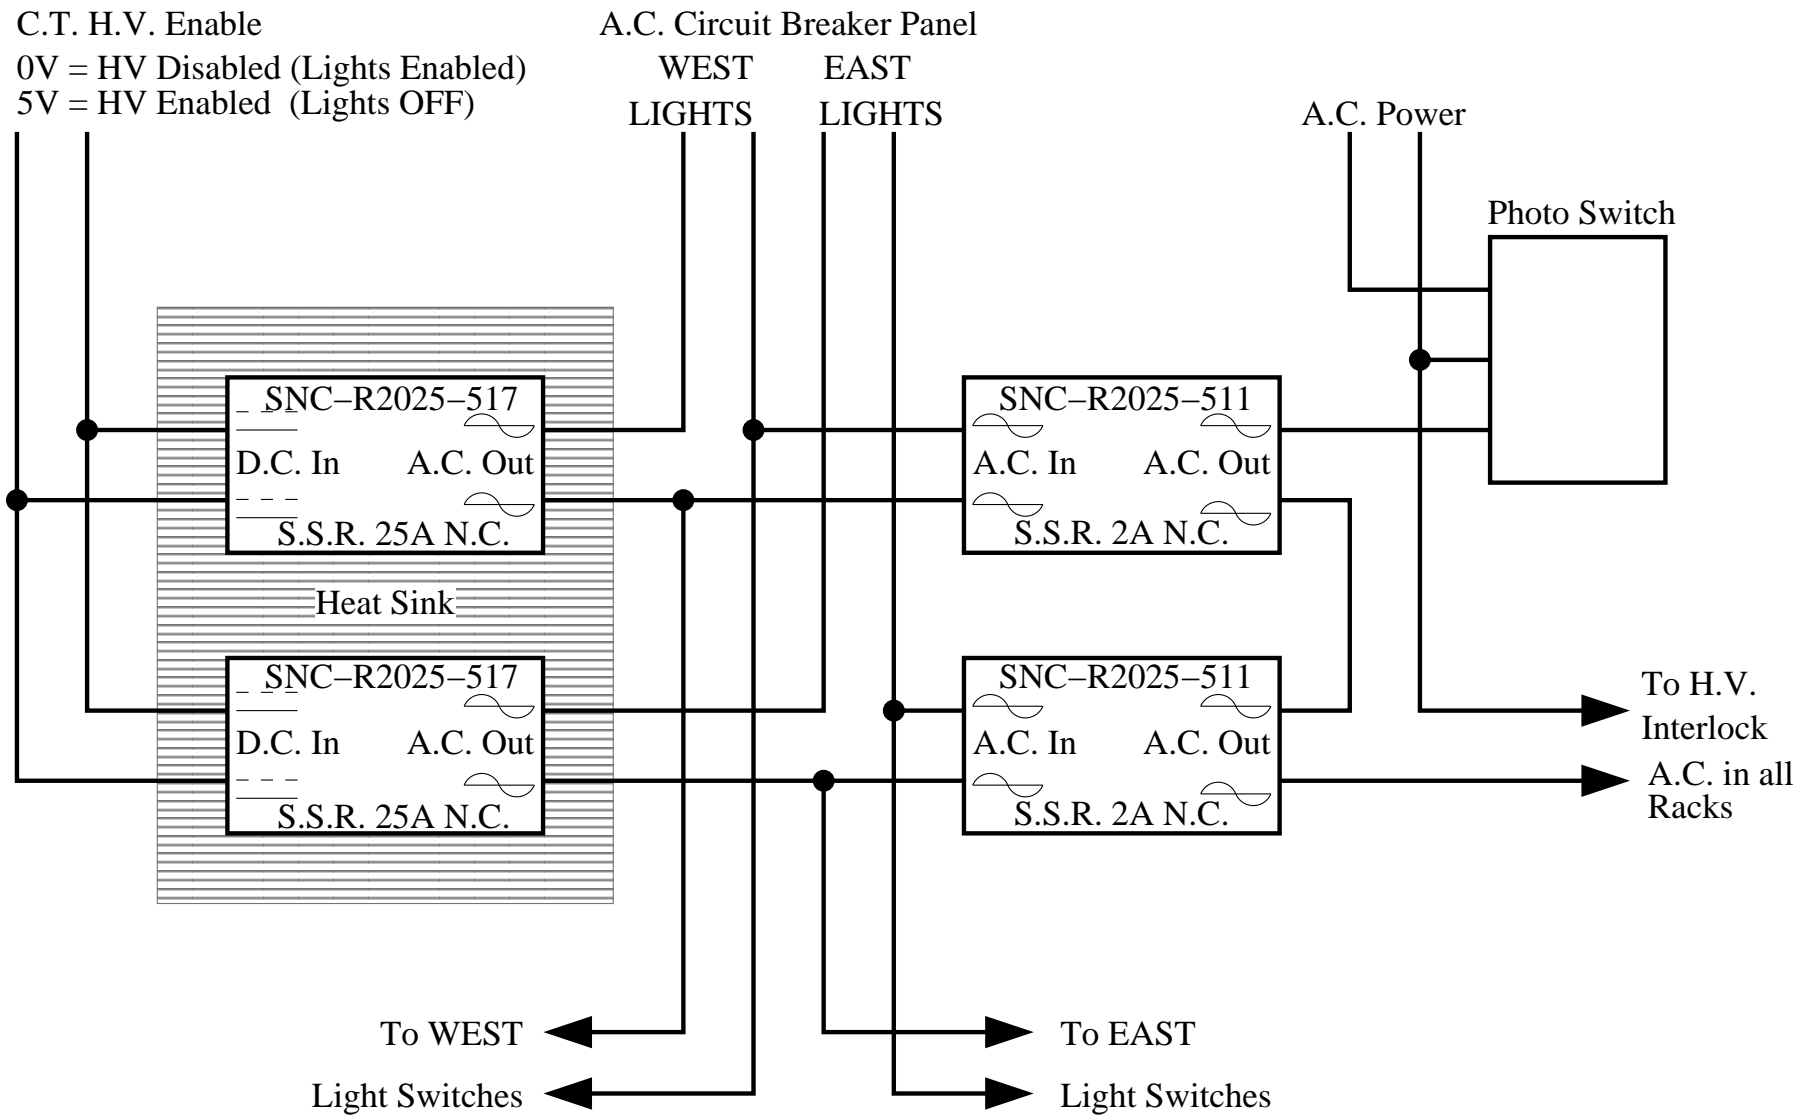 C.T. H.V. Enable
0V = HV Disabled (Lights Enabled)
5V = HV Enabled (Lights OFF)
A.C. Circuit Breaker Panel
WEST
LIGHTS
EAST
LIGHTS
A.C. Power
Photo Switch
SNC−R2025−517
D.C. In A.C. Out
S.S.R. 25A N.C.
SNC−R2025−511
A.C. In A.C. Out
S.S.R. 2A N.C.
Heat Sink
SNC−R2025−517
D.C. In A.C. Out
S.S.R. 25A N.C.
SNC−R2025−511
A.C. In A.C. Out
S.S.R. 2A N.C.
To H.V.
Interlock
A.C. in all
Racks
To WEST
Light Switches
To EAST
Light Switches